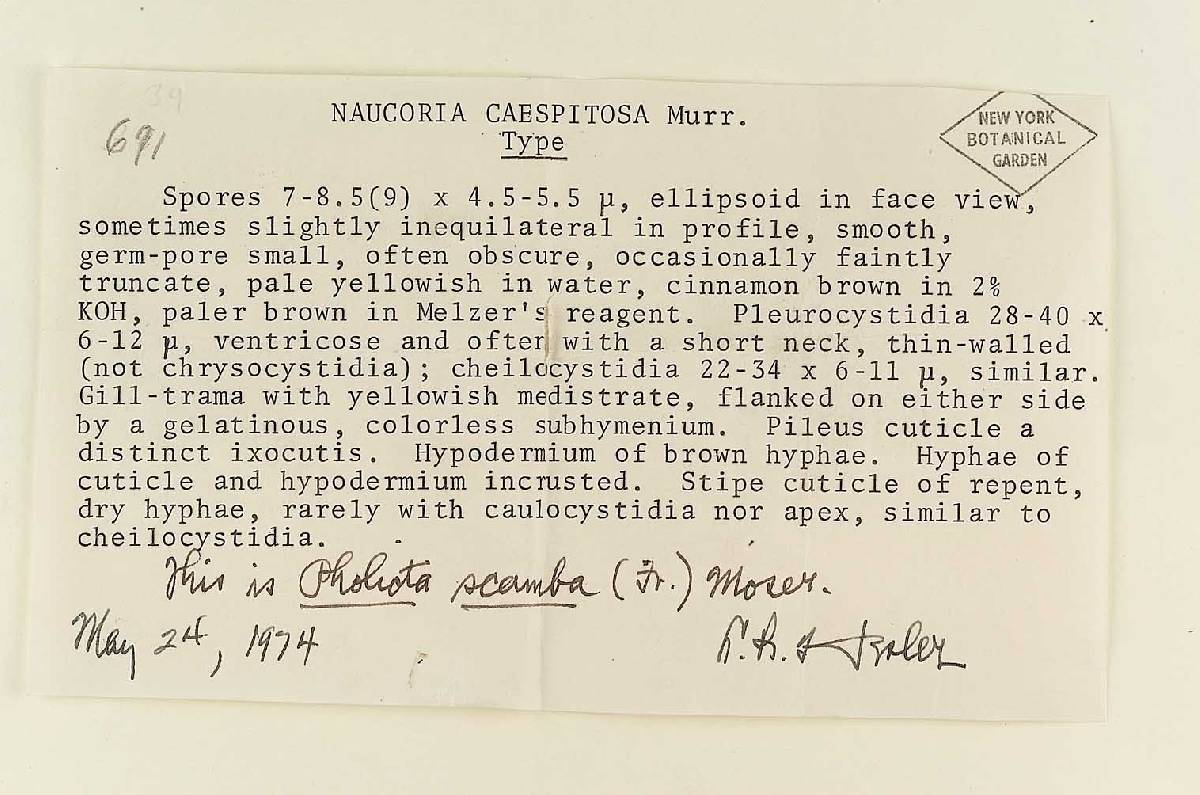 39
691
NAUCORIA CAESPITOSA Murr.
Type
NEW YORK
BOTANICAL
GARDEN
Spores 7-8.5(9) x 4.5-5.5 µ, ellipsoid in face view,
sometimes slightly inequilateral in profile, smooth,
germ-pore small, often obscure, occasionally faintly
truncate, pale yellowish in water, cinnamon brown in 2%
KOH, paler brown in Melzer's reagent. Pleurocystidia 28-40 x
6-12 µ, ventricose and often with a short neck, thin-walled
(not chrysocystidia); cheilocystidia 22-34 x 6-11 µ, similar.
Gill-trama with yellowish medistrate, flanked on either side
by a gelatinous, colorless subhymenium. Pileus cuticle a
distinct ixocutis. Hypodermium of brown hyphae. Hyphae of
cuticle and hypodermium incrusted. Stipe cuticle of repent,
dry hyphae, rarely with caulocystidia nor apex, similar to
cheilocystidia.
This is Pholiota scamba (Fr.) Moser.
May 24, 1974